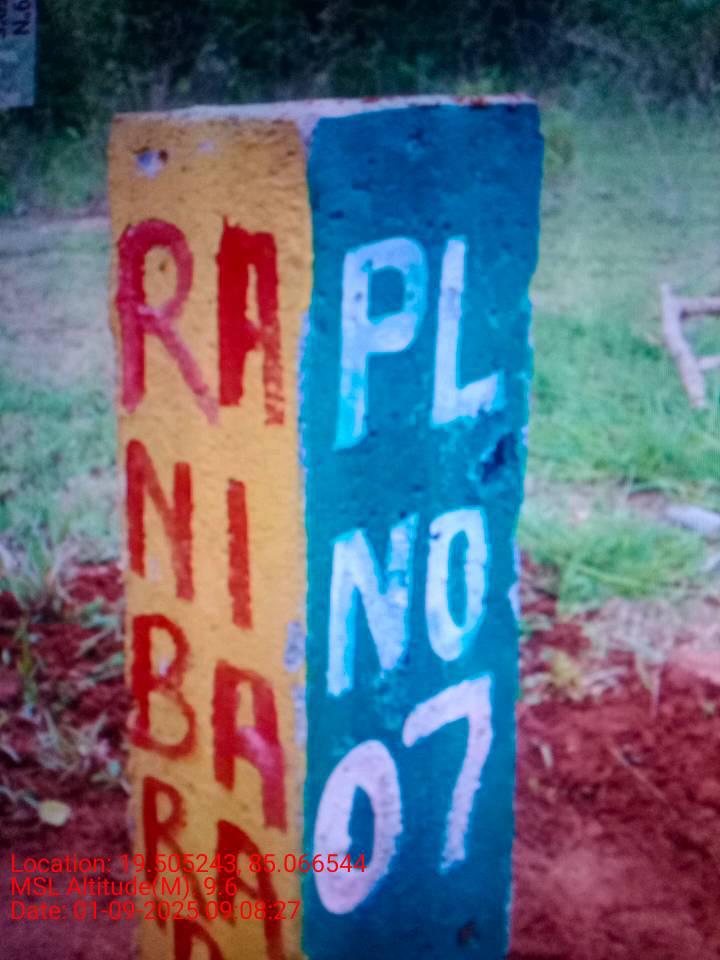 RA
NI
BA
RA
PL
NO
07
Location: 19.505243, 85.066544
MSL Altitude(M) 9.6
Date: 01-09-2025 09:08:27